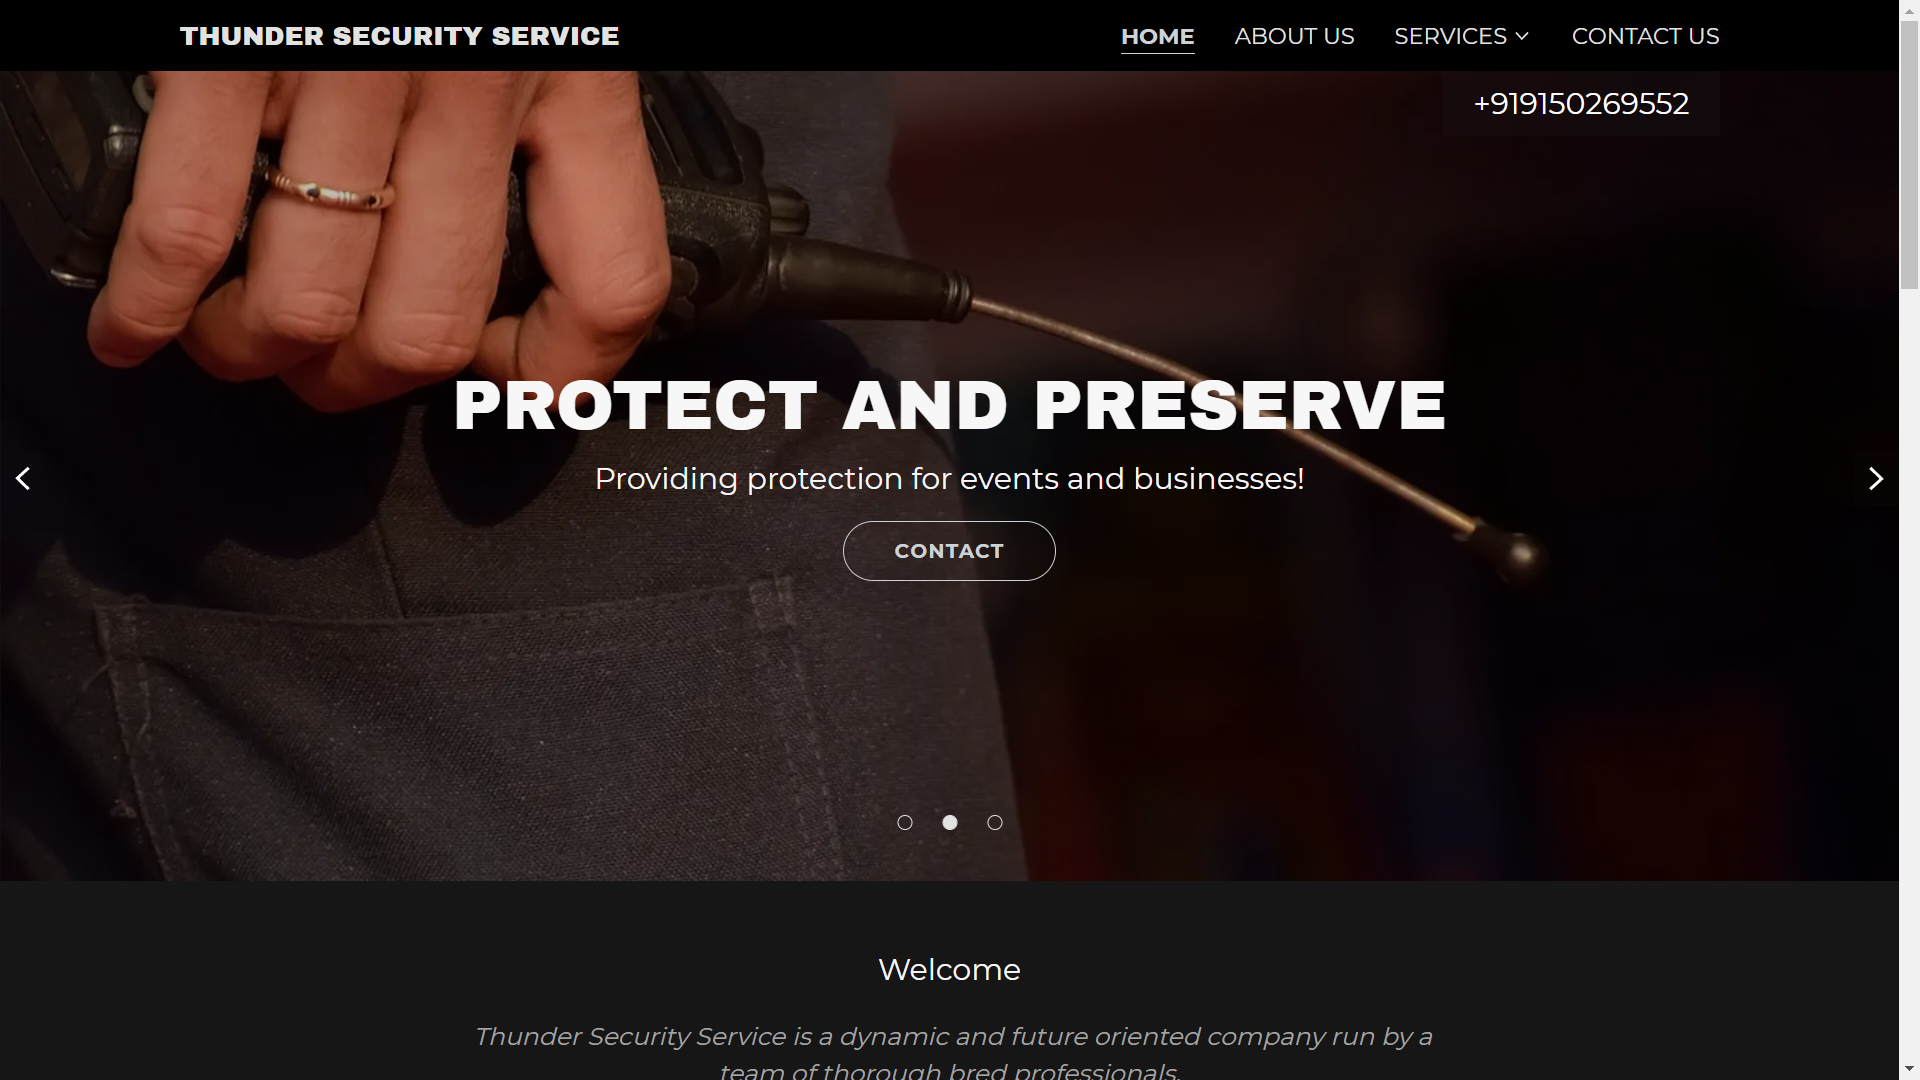 THUNDER SECURITY SERVICE
HOME
ABOUT US
SERVICES
CONTACT US
+919150269552
PROTECT AND PRESERVE
Providing protection for events and businesses!
CONTACT
Welcome
Thunder Security Service is a dynamic and future oriented company run by a
team of thorough bred professionals.